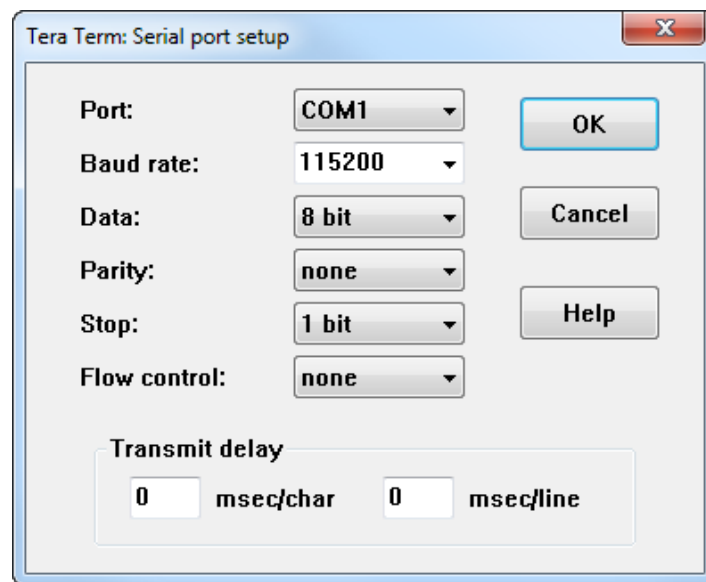 Tera Term: Serial port setup
Port: COM1 OK
Baud rate: 115200
Data: 8 bit Cancel
Parity: none
Stop: 1 bit Help
Flow control: none
Transmit delay
0 msec/char 0 msec/line